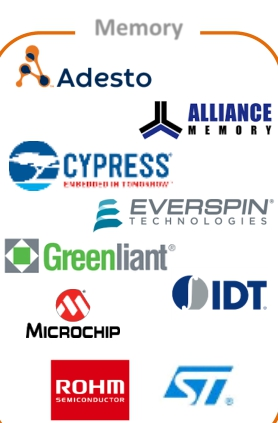 Memory
Adesto
ALLIANCE
MEMORY
CYPRESS
EMBEDDED IN TOMORROW
EVERSPIN
TECHNOLOGIES
Greenliant
IDT
MICROCHIP
ROHM
SEMICONDUCTOR
ST